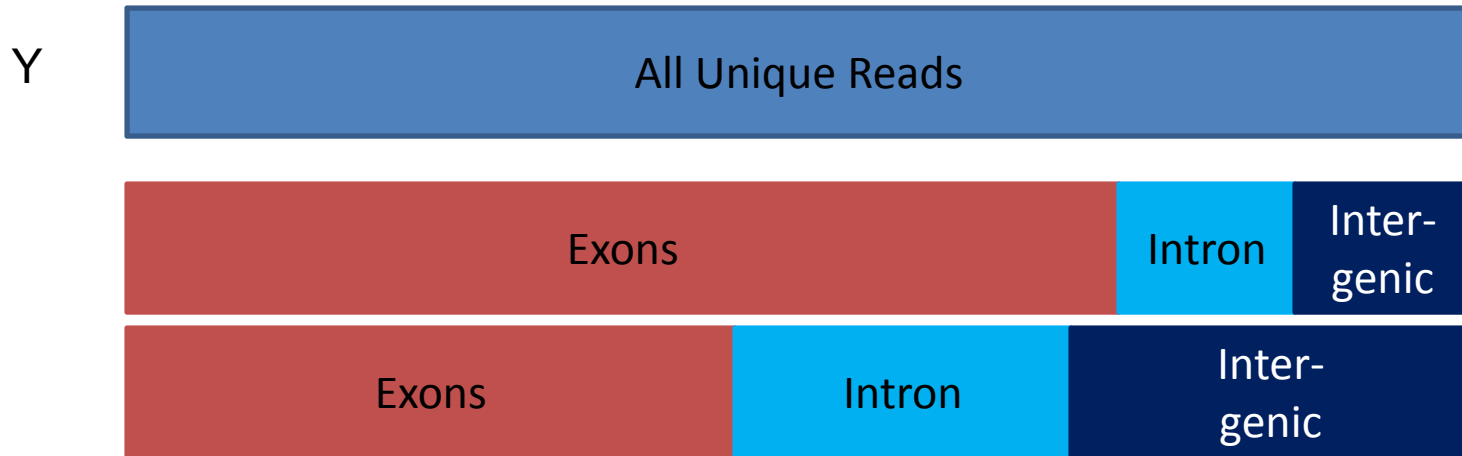 Y
All Unique Reads
Exons
Intron
Inter-
genic
Exons
Intron
Inter-
genic